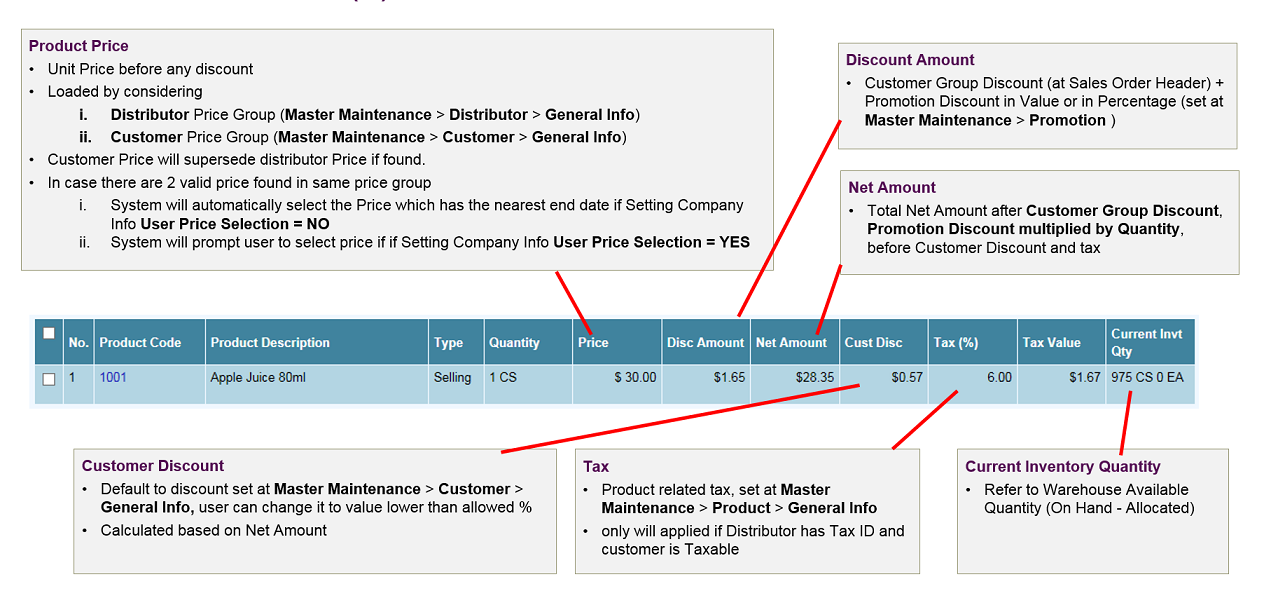 Product Price
• Unit Price before any discount
• Loaded by considering
i. Distributor Price Group (Master Maintenance > Distributor > General Info)
ii. Customer Price Group (Master Maintenance > Customer > General Info)
• Customer Price will supersede distributor Price if found.
• In case there are 2 valid price found in same price group
i. System will automatically select the Price which has the nearest end date if Setting Company
Info User Price Selection = NO
ii. System will prompt user to select price if if Setting Company Info User Price Selection = YES
Discount Amount
• Customer Group Discount (at Sales Order Header) +
Promotion Discount in Value or in Percentage (set at
Master Maintenance > Promotion )
Net Amount
• Total Net Amount after Customer Group Discount,
Promotion Discount multiplied by Quantity,
before Customer Discount and tax
No. Product Code Product Description Type Quantity Price Disc Amount Net Amount Cust Disc Tax (%) Tax Value Current Invt
Qty
1 1001 Apple Juice 80ml Selling 1 CS $ 30.00 $1.65 $28.35 $0.57 6.00 $1.67 975 CS 0 EA
Customer Discount
• Default to discount set at Master Maintenance > Customer >
General Info, user can change it to value lower than allowed %
• Calculated based on Net Amount
Tax
• Product related tax, set at Master
Maintenance > Product > General Info
• only will applied if Distributor has Tax ID and
customer is Taxable
Current Inventory Quantity
• Refer to Warehouse Available
Quantity (On Hand - Allocated)